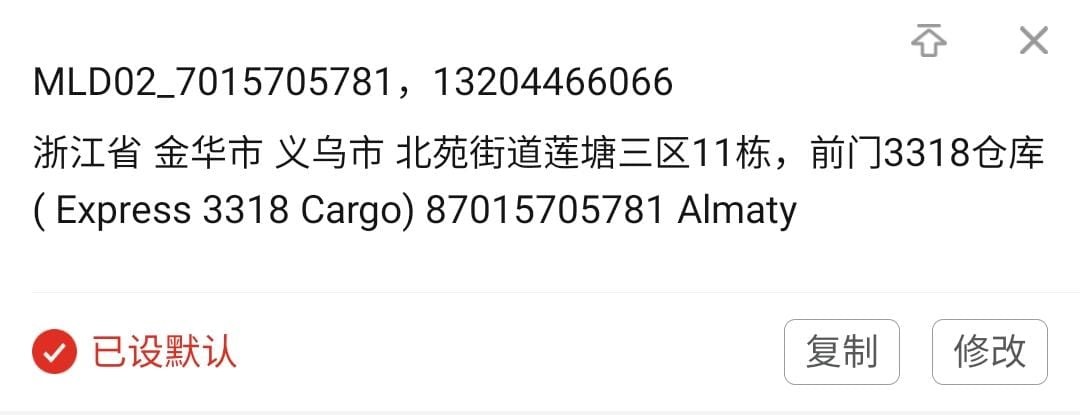 MLD02_7015705781，13204466066
浙江省 金华市 义乌市 北苑街道莲塘三区11栋，前门3318仓库
( Express 3318 Cargo) 87015705781 Almaty
已设默认
复制
修改